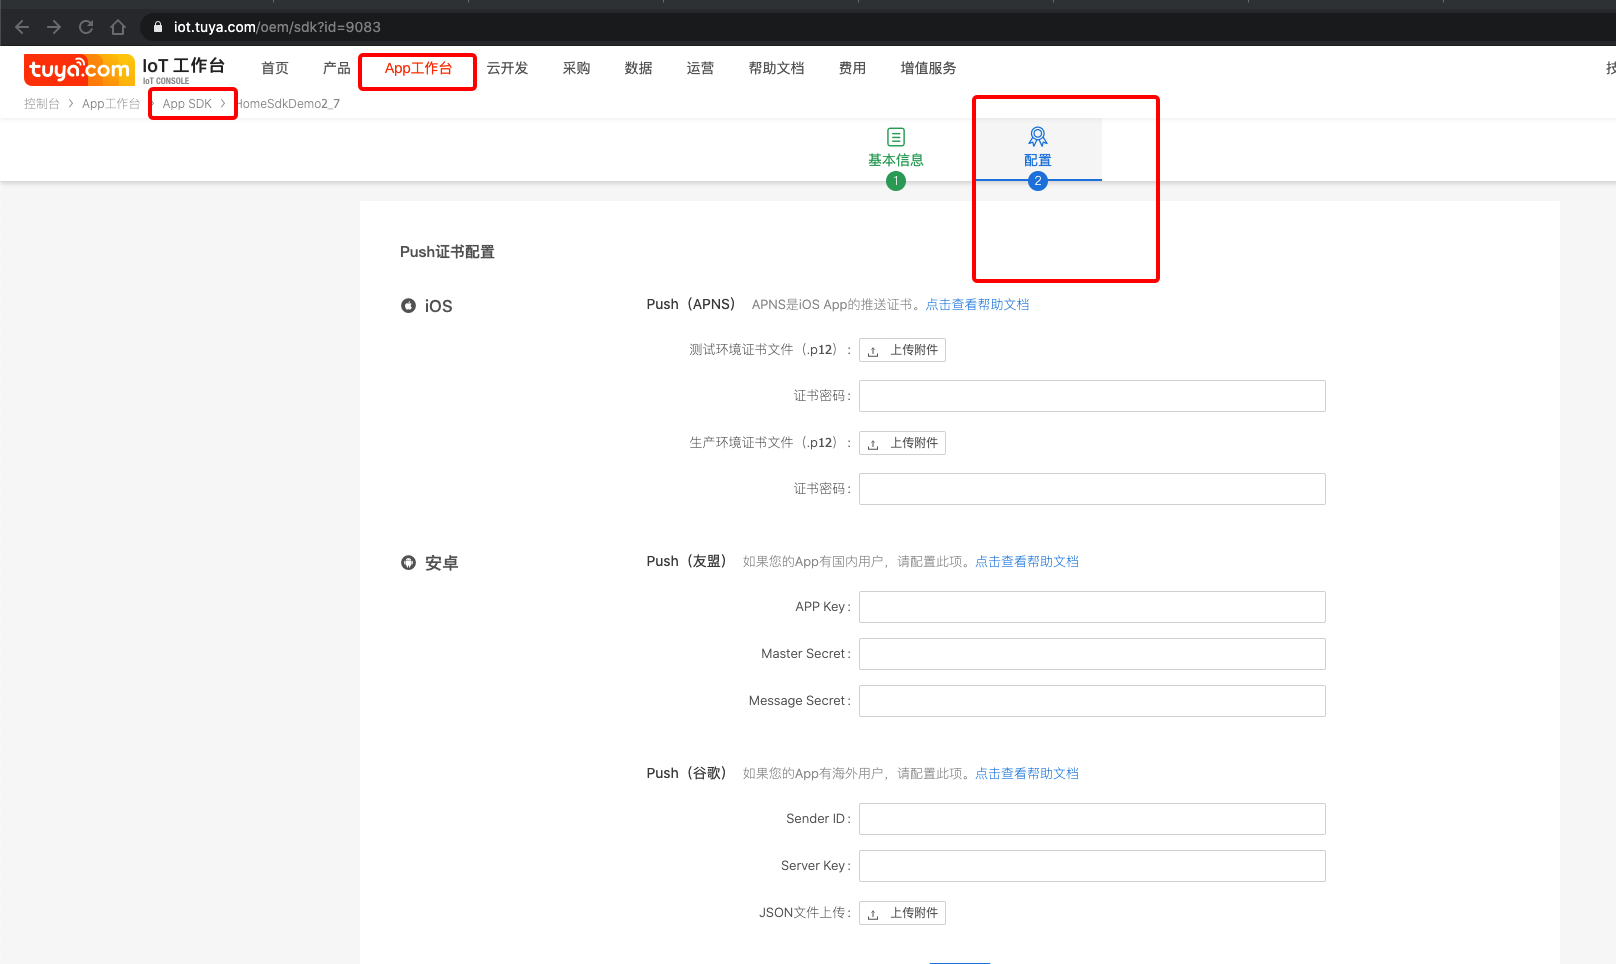 iot.tuya.com/oem/sdk?id=9083
tuya.com IoT 工作台 首页 产品 App工作台 云开发 采购 数据 运营 帮助文档 费用 增值服务
IoT CONSOLE
控制台 > App工作台 > App SDK > HomeSdkDemo2_7
基本信息 配置
1 2
Push证书配置
iOS Push（APNS） APNS是iOS App的推送证书。点击查看帮助文档
测试环境证书文件（.p12）： 上传附件
证书密码：
生产环境证书文件（.p12）： 上传附件
证书密码：
安卓 Push（友盟） 如果您的App有国内用户，请配置此项。点击查看帮助文档
APP Key：
Master Secret：
Message Secret：
Push（谷歌） 如果您的App有海外用户，请配置此项。点击查看帮助文档
Sender ID：
Server Key：
JSON文件上传： 上传附件